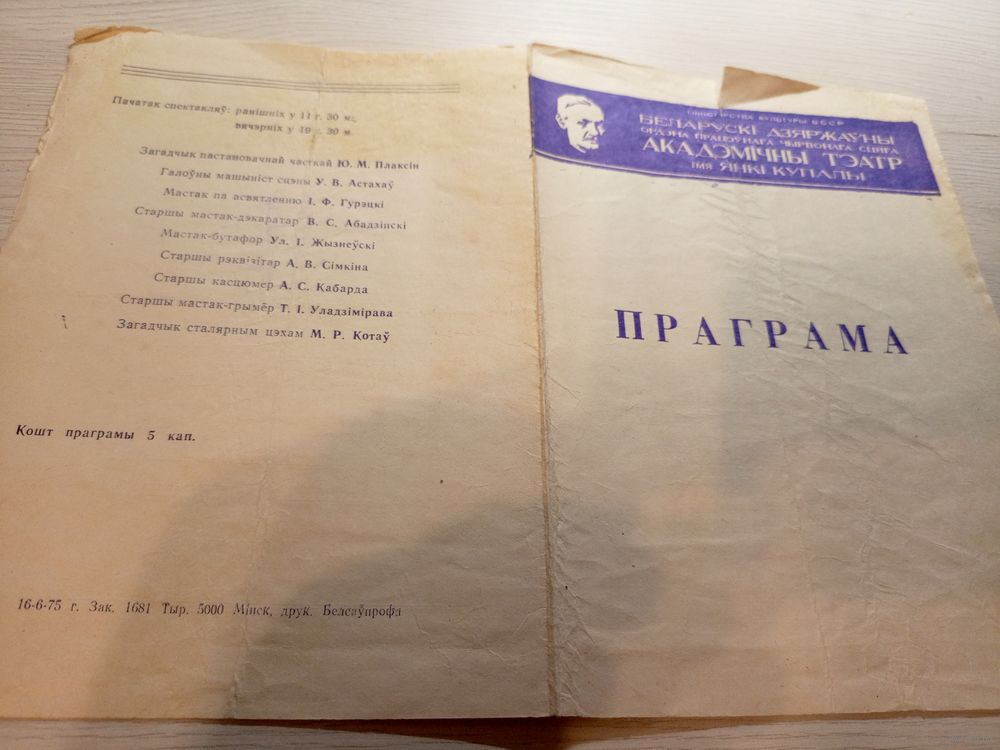 Пачатак спектакляў: ранішніх у 11 г. 30 м.,
вячэрніх у 19 г. 30 м.
Загадчык пастановачнай часткай Ю. М. Плаксін
Галоўны машыніст сцэны У. В. Астахаў
Мастак па асвятленню І. Ф. Гурэцкі
Старшы мастак-дэкаратар В. С. Абадзінскі
Мастак-бутафор Ул. І. Жызнеўскі
Старшы рэквізітар А. В. Сімкіна
Старшы касцюмер А. С. Кабарда
Старшы мастак-грымёр Т. І. Уладзімірава
Загадчык сталярным цэхам М. Р. Котаў
Кошт праграмы 5 кап.
16-6-75 г. Зак. 1681 Тыр. 5000 Мінск, друк. Белсаўпрофа
МІНІСТЭРСТВА КУЛЬТУРЫ БССР
БЕЛАРУСКІ ДЗЯРЖАЎНЫ
ОРДЭНА ПРАЦОЎНАГА ЧЫРВОНАГА СЦЯГА
АКАДЭМІЧНЫ ТЭАТР
ІМЯ ЯНКІ КУПАЛЫ
ПРАГРАМА